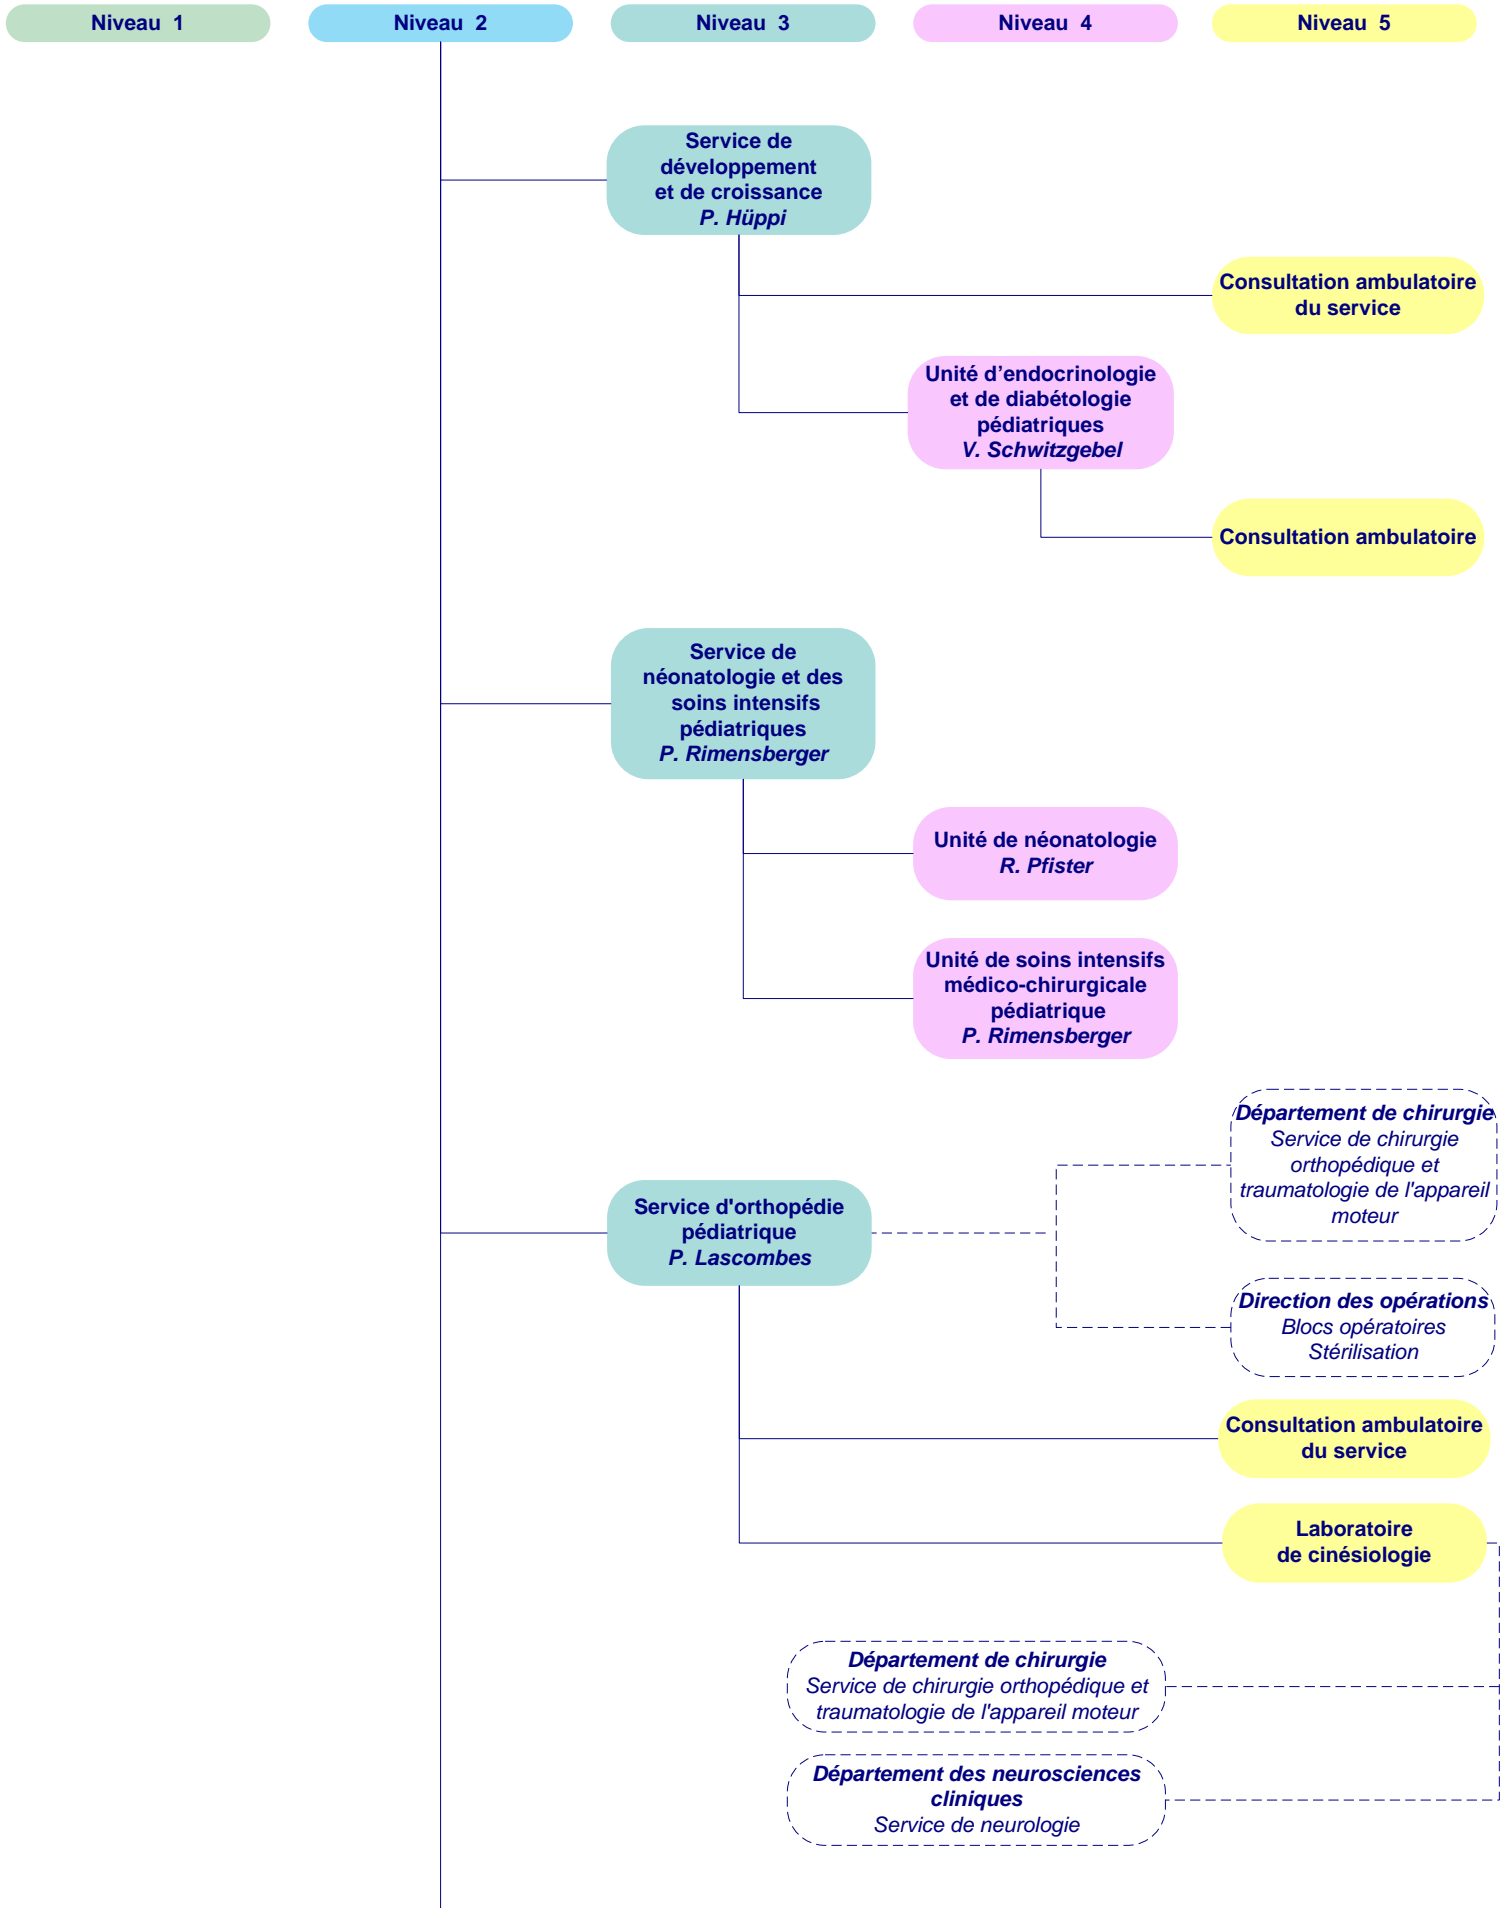 Niveau 1
Niveau 2
Niveau 3
Niveau 4
Niveau 5
Service de
développement
et de croissance
P. Hüppi
Consultation ambulatoire
du service
Unité d’endocrinologie
et de diabétologie
pédiatriques
V. Schwitzgebel
Consultation ambulatoire
Service de
néonatologie et des
soins intensifs
pédiatriques
P. Rimensberger
Unité de néonatologie
R. Pfister
Unité de soins intensifs
médico-chirurgicale
pédiatrique
P. Rimensberger
Département de chirurgie
Service de chirurgie
orthopédique et
traumatologie de l'appareil
moteur
Service d'orthopédie
pédiatrique
P. Lascombes
Direction des opérations
Blocs opératoires
Stérilisation
Consultation ambulatoire
du service
Laboratoire
de cinésiologie
Département de chirurgie
Service de chirurgie orthopédique et
traumatologie de l'appareil moteur
Département des neurosciences
cliniques
Service de neurologie